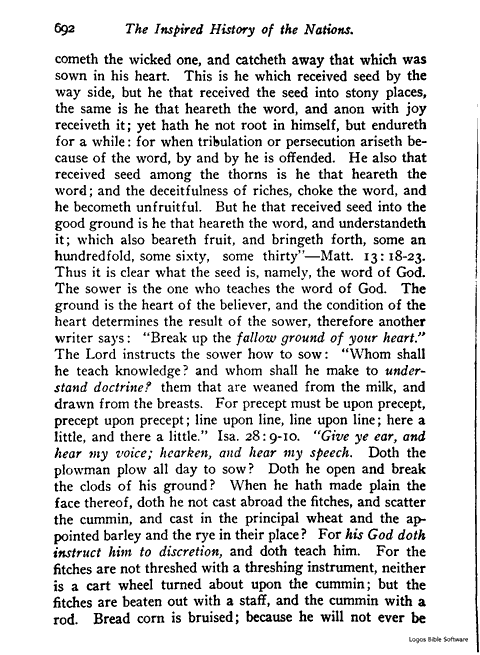 692 The Inspired History of the Nations.
cometh the wicked one, and catcheth away that which was
sown in his heart. This is he which received seed by the
way side, but he that received the seed into stony places,
the same is he that heareth the word, and anon with joy
receiveth it; yet hath he not root in himself, but endureth
for a while: for when tribulation or persecution ariseth be-
cause of the word, by and by he is offended. He also that
received seed among the thorns is he that heareth the
word; and the deceitfulness of riches, choke the word, and
he becometh unfruitful. But he that received seed into the
good ground is he that heareth the word, and understandeth
it; which also beareth fruit, and bringeth forth, some an
hundredfold, some sixty, some thirty"—Matt. 13: 18-23.
Thus it is clear what the seed is, namely, the word of God.
The sower is the one who teaches the word of God. The
ground is the heart of the believer, and the condition of the
heart determines the result of the sower, therefore another
writer says: "Break up the fallow ground of your heart."
The Lord instructs the sower how to sow: "Whom shall
he teach knowledge? and whom shall he make to under-
stand doctrine? them that are weaned from the milk, and
drawn from the breasts. For precept must be upon precept,
precept upon precept; line upon line, line upon line; here a
little, and there a little." Isa. 28: 9-10. "Give ye ear, and
hear my voice; hearken, and hear my speech. Doth the
plowman plow all day to sow? Doth he open and break
the clods of his ground? When he hath made plain the
face thereof, doth he not cast abroad the fitches, and scatter
the cummin, and cast in the principal wheat and the ap-
pointed barley and the rye in their place? For his God doth
instruct him to discretion, and doth teach him. For the
fitches are not threshed with a threshing instrument, neither
is a cart wheel turned about upon the cummin; but the
fitches are beaten out with a staff, and the cummin with a
rod. Bread corn is bruised; because he will not ever be
Logos Bible Software